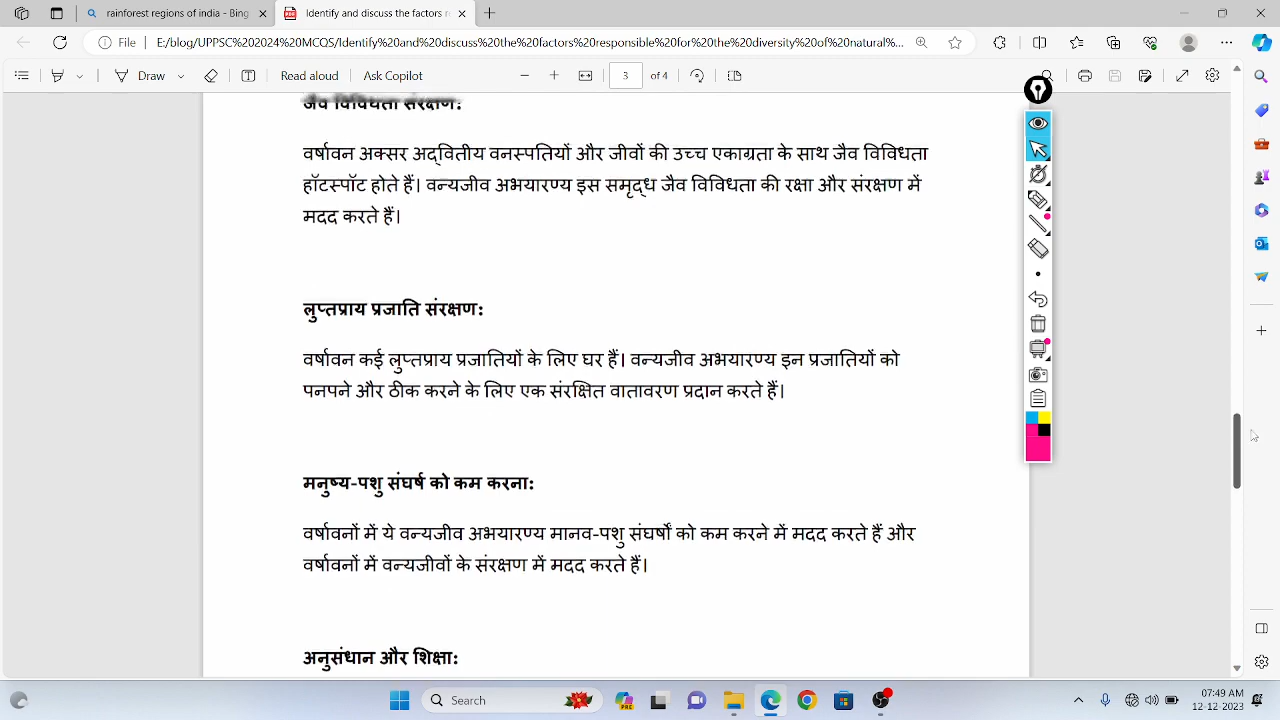 rainforest regions of india - Bing
Identify and discuss the factors r
File
E:/blog/UPPSC%202024%20MCQS/Identify%20and%20discuss%20the%20factors%20responsible%20for%20the%20diversity%20of%20natural%...
Draw
Read aloud
Ask Copilot
3
of 4
जैव विविधता संरक्षण:
वर्षावन अक्सर अद्वितीय वनस्पतियों और जीवों की उच्च एकाग्रता के साथ जैव विविधता
हॉटस्पॉट होते हैं। वन्यजीव अभयारण्य इस समृद्ध जैव विविधता की रक्षा और संरक्षण में
मदद करते हैं।
लुप्तप्राय प्रजाति संरक्षण:
वर्षावन कई लुप्तप्राय प्रजातियों के लिए घर हैं। वन्यजीव अभयारण्य इन प्रजातियों को
पनपने और ठीक करने के लिए एक संरक्षित वातावरण प्रदान करते हैं।
मनुष्य-पशु संघर्ष को कम करना:
वर्षावनों में ये वन्यजीव अभयारण्य मानव-पशु संघर्षों को कम करने में मदद करते हैं और
वर्षावनों में वन्यजीवों के संरक्षण में मदद करते हैं।
अनुसंधान और शिक्षा:
Search
07:49 AM
12-12-2023